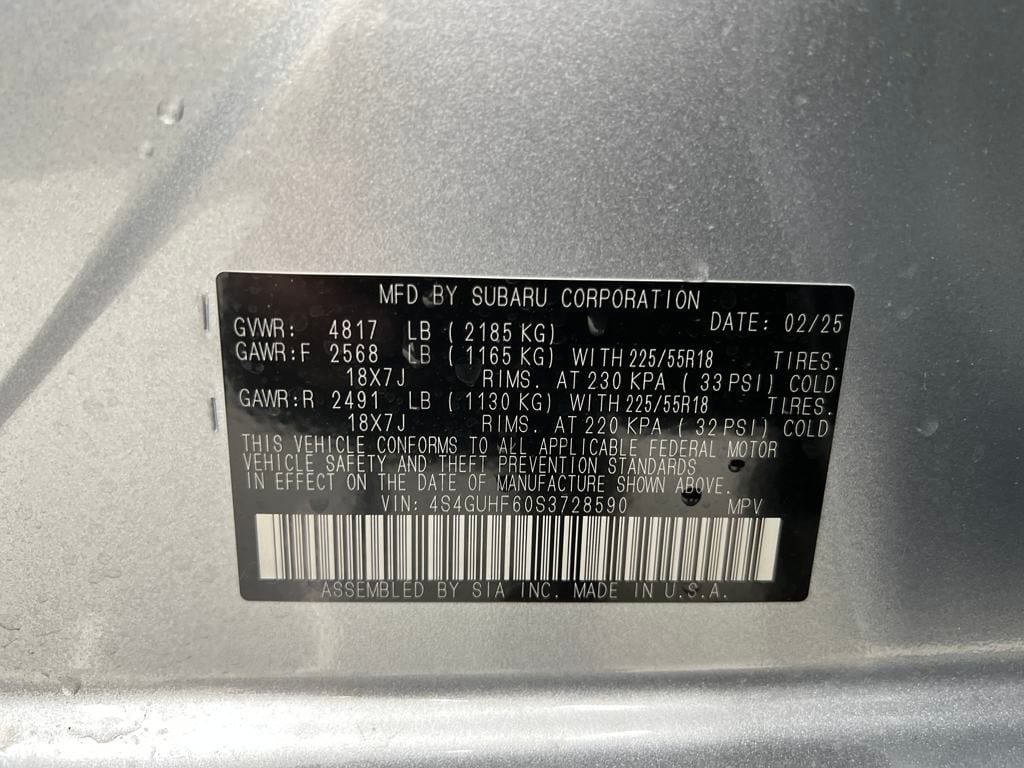 MFD BY SUBARU CORPORATION
DATE: 02/25
GVWR: 4817 LB (2185 KG)
GAWR:F 2568 LB (1165 KG) WITH 225/55R18 TIRES.
18X7J RIMS. AT 230 KPA (33 PSI) COLD
GAWR:R 2491 LB (1130 KG) WITH 225/55R18 TIRES.
18X7J RIMS. AT 220 KPA (32 PSI) COLD
THIS VEHICLE CONFORMS TO ALL APPLICABLE FEDERAL MOTOR
VEHICLE SAFETY AND THEFT PREVENTION STANDARDS
IN EFFECT ON THE DATE OF MANUFACTURE SHOWN ABOVE.
VIN: 4S4GUHF60S3728590 MPV
ASSEMBLED BY SIA INC. MADE IN U.S.A.